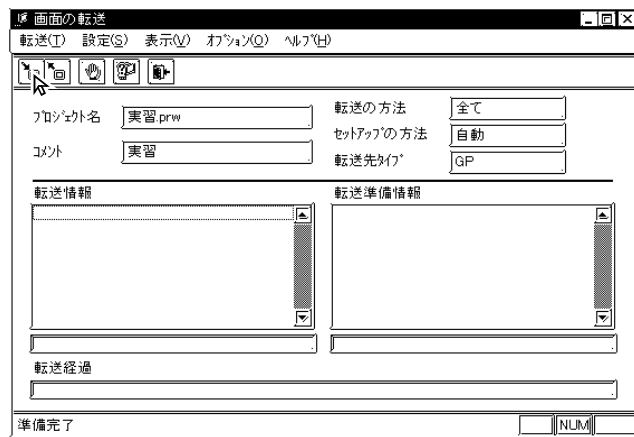 画面の転送
転送(T) 設定(S) 表示(V) ｵﾌﾟｼｮﾝ(O) ﾍﾙﾌﾟ(H)
ﾌﾟﾛｼﾞｪｸﾄ名 実習.prw
ｺﾒﾝﾄ 実習
転送の方法 全て
ｾｯﾄｱｯﾌﾟの方法 自動
転送先ﾀｲﾌﾟ GP
転送情報
転送準備情報
転送経過
準備完了
NUM